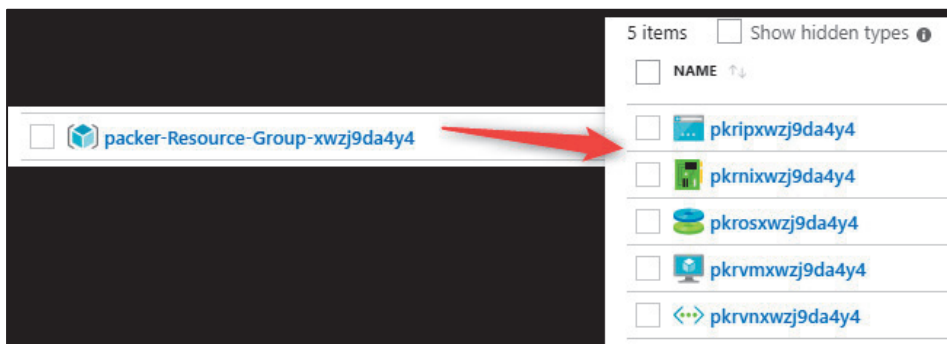 packer-Resource-Group-xwzj9da4y4
5 items Show hidden types
NAME
pkripxwzj9da4y4
pkrnixwzj9da4y4
pkrosxwzj9da4y4
pkrvmxwzj9da4y4
pkrvnxwzj9da4y4